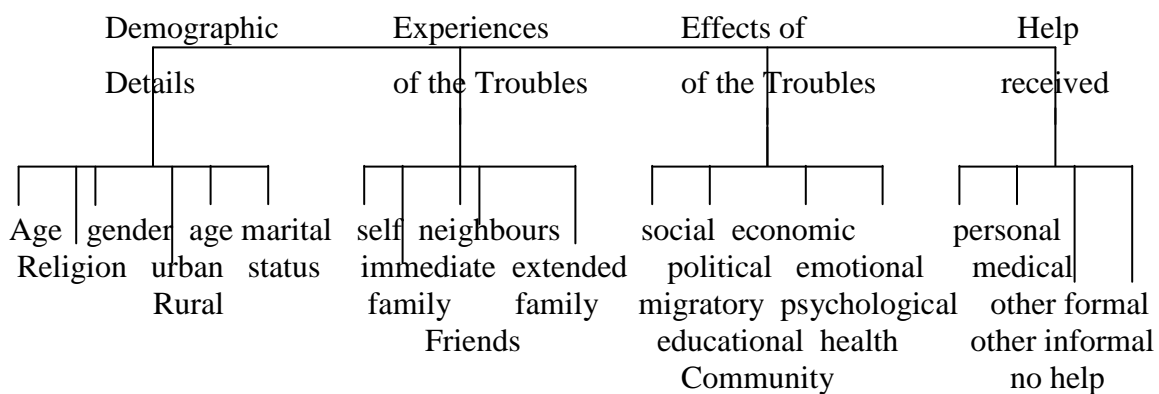 Demographic Experiences Effects of Help
Details of the Troubles of the Troubles received
Age gender age marital self neighbours social economic personal
Religion urban status immediate extended political emotional medical
Rural family family migratory psychological other formal
Friends educational health other informal
Community no help